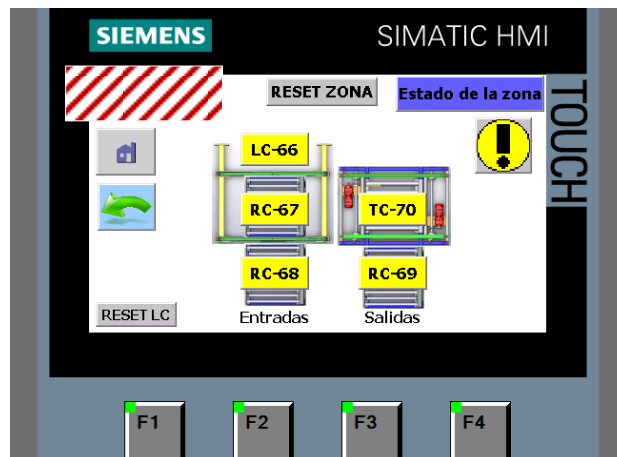 SIEMENS
SIMATIC HMI
TOUCH
RESET ZONA
Estado de la zona
LC-66
RC-67
TC-70
RC-68
RC-69
RESET LC
Entradas
Salidas
F1
F2
F3
F4